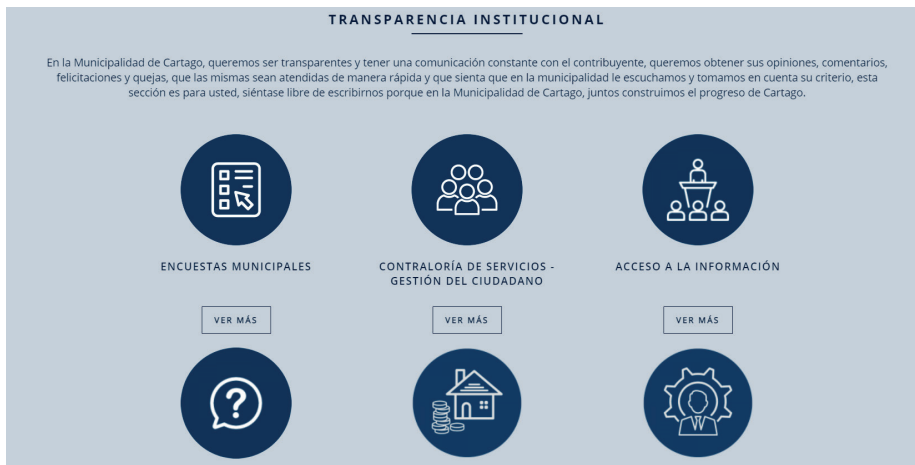 TRANSPARENCIA INSTITUCIONAL
En la Municipalidad de Cartago, queremos ser transparentes y tener una comunicación constante con el contribuyente, queremos obtener sus opiniones, comentarios,
felicitaciones y quejas, que las mismas sean atendidas de manera rápida y que sienta que en la municipalidad le escuchamos y tomamos en cuenta su criterio, esta
sección es para usted, siéntase libre de escribirnos porque en la Municipalidad de Cartago, juntos construimos el progreso de Cartago.
ENCUESTAS MUNICIPALES
CONTRALORÍA DE SERVICIOS -
GESTIÓN DEL CIUDADANO
ACCESO A LA INFORMACIÓN
VER MÁS
VER MÁS
VER MÁS